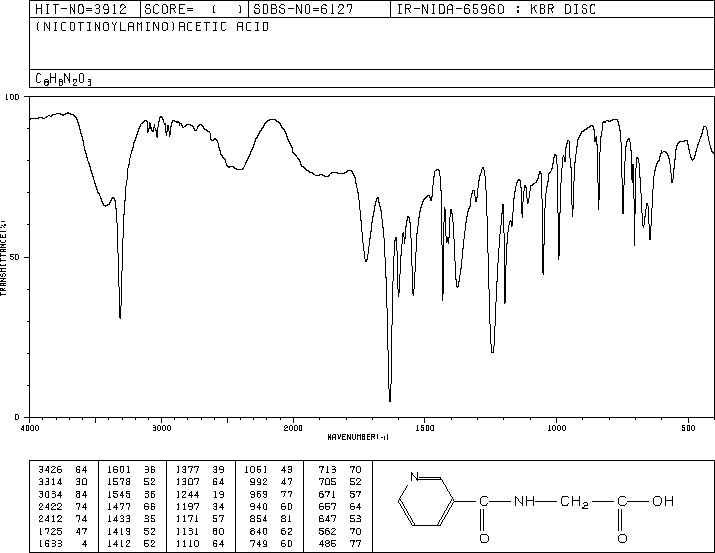 HIT-NO=3912 SCORE= ( ) SDBS-NO=6127 IR-NIDA-65960 : KBR DISC
(NICOTINOYLAMINO)ACETIC ACID
C8H8N2O3
100
50
0
TRANSMITTANCE(%)
4000 3000 2000 1500 1000 500
WAVENUMBER(-1)
3426 64 1601 36 1377 39 1051 43 713 70
3314 30 1578 52 1307 64 992 47 705 52
3034 84 1545 36 1244 19 969 77 671 57
2422 74 1477 66 1197 34 940 60 657 64
2412 74 1433 35 1171 57 854 81 647 53
1725 47 1419 52 1131 60 840 62 562 70
1633 4 1412 52 1110 64 749 60 486 77
N
C NH CH2 C OH
O O